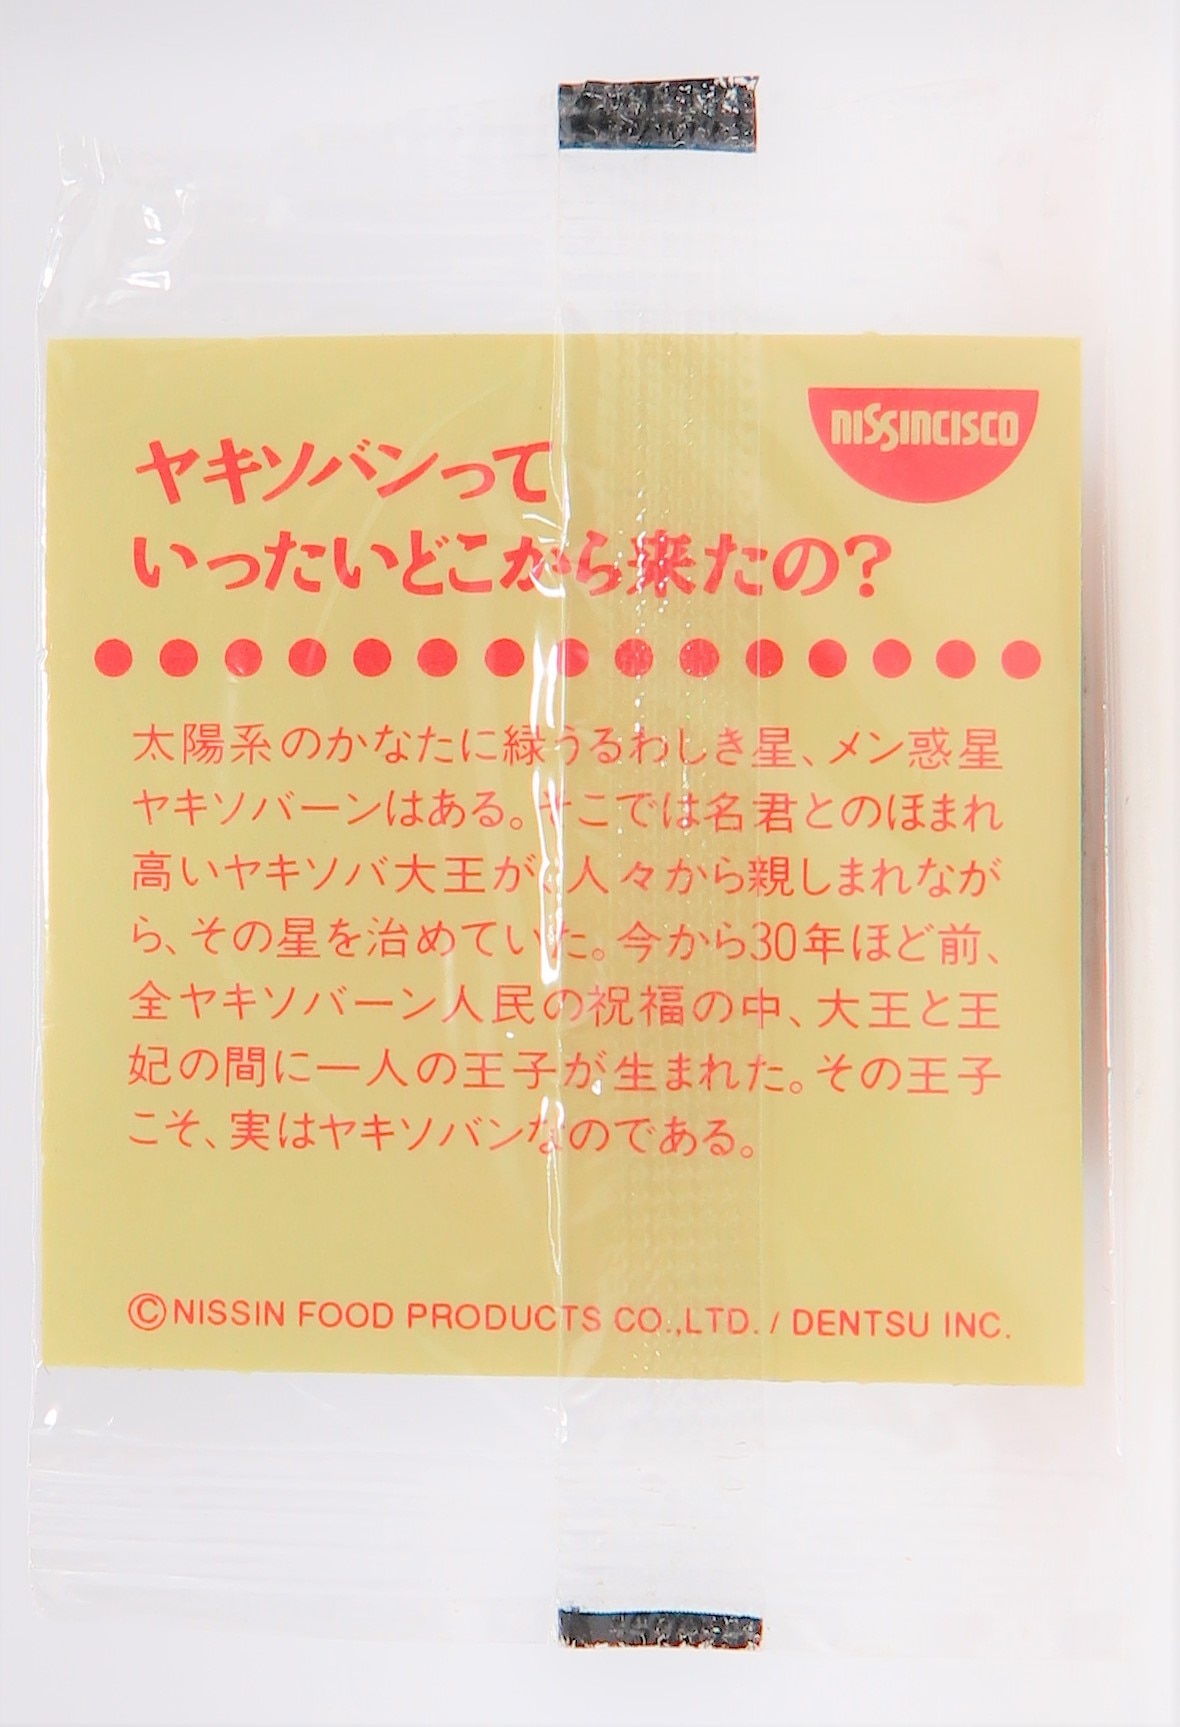 NISSINCISCO
ヤキソバンって
いったいどこから来たの?
太陽系のかなたに緑うるわしき星、メン惑星
ヤキソバーンはある。そこでは名君とのほまれ
高いヤキソバ大王が、人々から親しまれなが
ら、その星を治めていた。今から30年ほど前、
全ヤキソバーン人民の祝福の中、大王と王
妃の間に一人の王子が生まれた。その王子
こそ、実はヤキソバンなのである。
©NISSIN FOOD PRODUCTS CO.,LTD. / DENTSU INC.